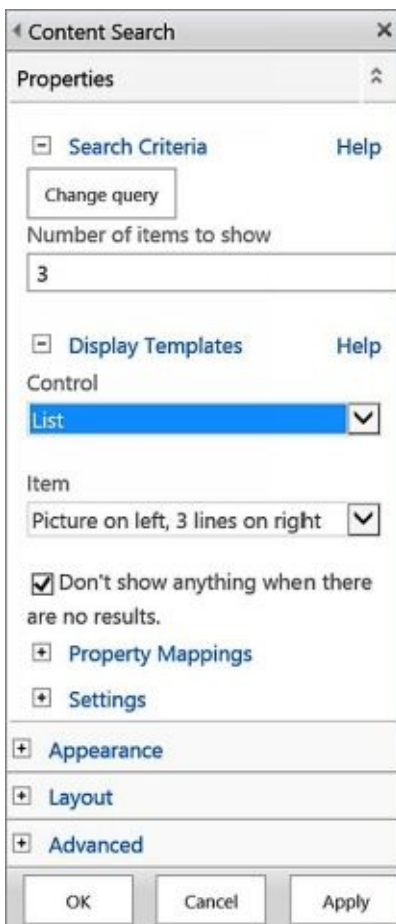 Content Search
Properties
Search Criteria Help
Change query
Number of items to show
3
Display Templates Help
Control
List
Item
Picture on left, 3 lines on right
Don't show anything when there
are no results.
Property Mappings
Settings
Appearance
Layout
Advanced
OK Cancel Apply